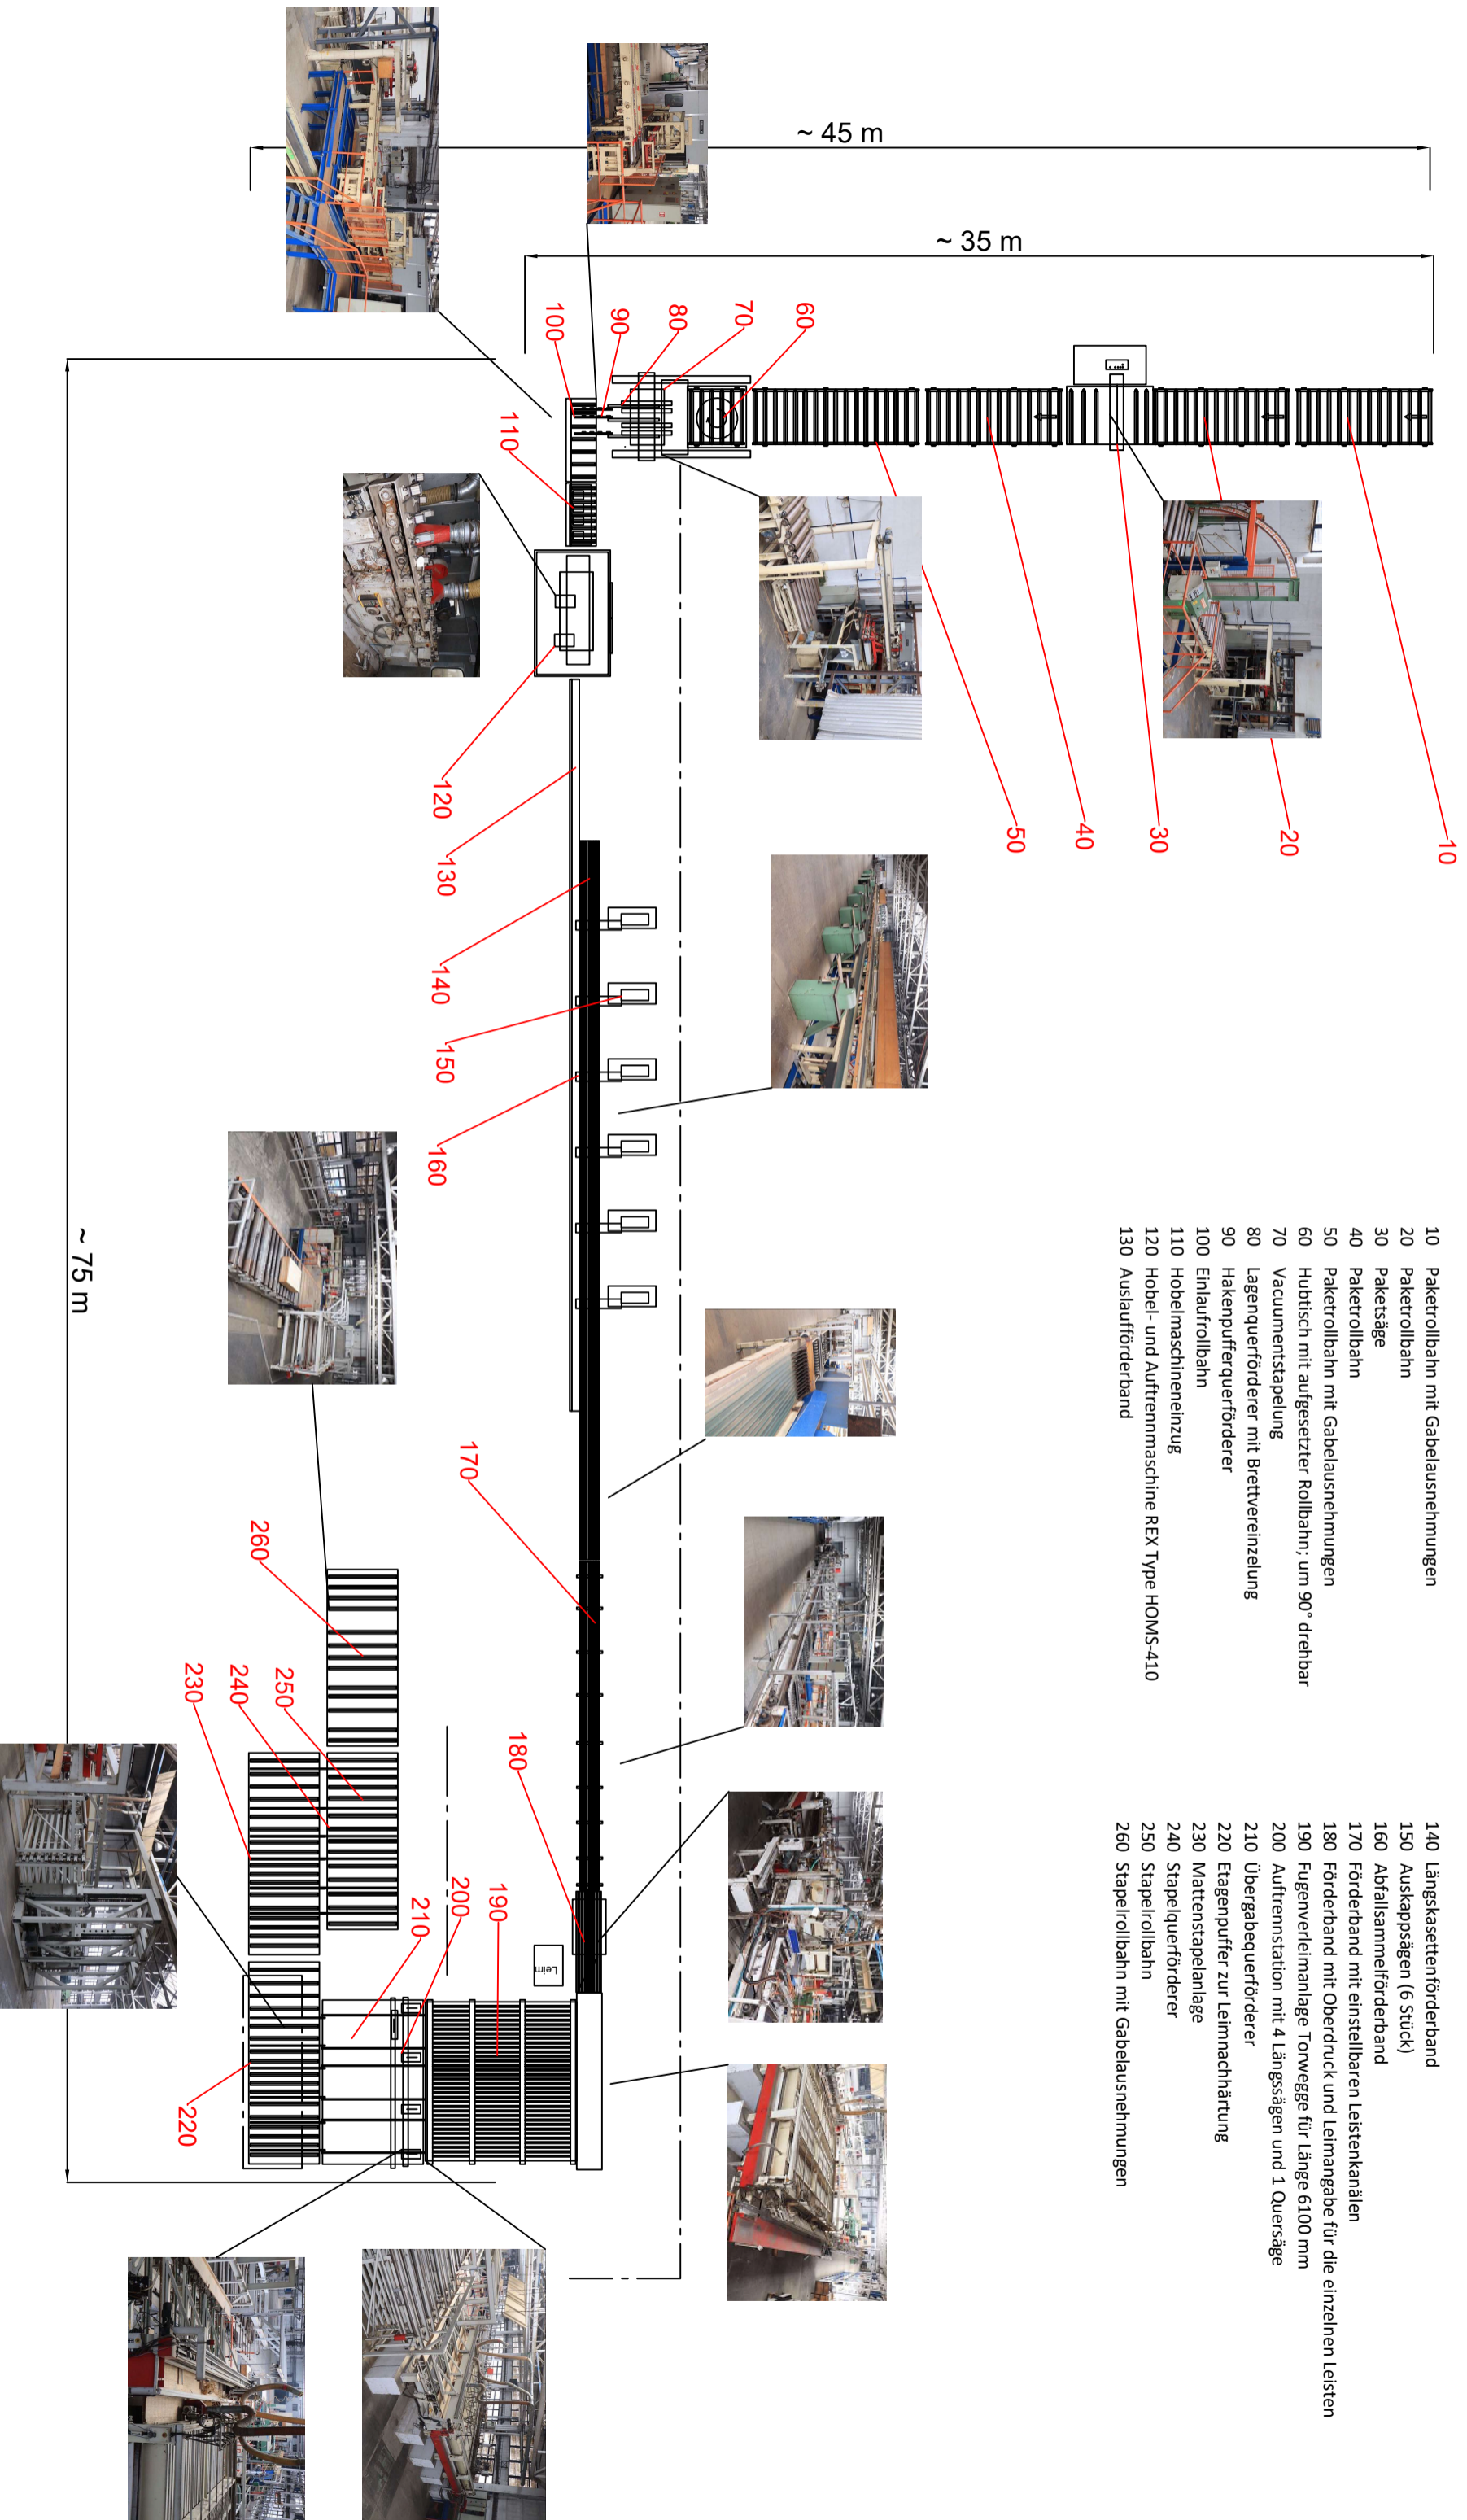 ~ 45 m
~ 35 m
~ 75 m
10
20
30
40
50
60
70
80
90
100
110
120
130
140
150
160
170
180
190
200
210
220
230
240
250
260
Leim
10 Paketrollbahn mit Gabelausnehmungen
20 Paketrollbahn
30 Paketsäge
40 Paketrollbahn
50 Paketrollbahn mit Gabelausnehmungen
60 Hubtisch mit aufgesetzter Rollbahn; um 90° drehbar
70 Vacuumentstapelung
80 Lagenquerförderer mit Brettvereinzelung
90 Hakenpufferquerförderer
100 Einlaufrollbahn
110 Hobelmaschineneinzug
120 Hobel- und Auftrennmaschine REX Type HOMS-410
130 Auslaufförderband
140 Längskasettenförderband
150 Auskappsägen (6 Stück)
160 Abfallsammelförderband
170 Förderband mit einstellbaren Leistenkanälen
180 Förderband mit Oberdruck und Leimangabe für die einzelnen Leisten
190 Fugenverleimanlage Torwegge für Länge 6100 mm
200 Auftrennstation mit 4 Längssägen und 1 Quersäge
210 Übergabequerförderer
220 Etagenpuffer zur Leimnachhärtung
230 Mattenstapelanlage
240 Stapelquerförderer
250 Stapelrollbahn
260 Stapelrollbahn mit Gabelausnehmungen